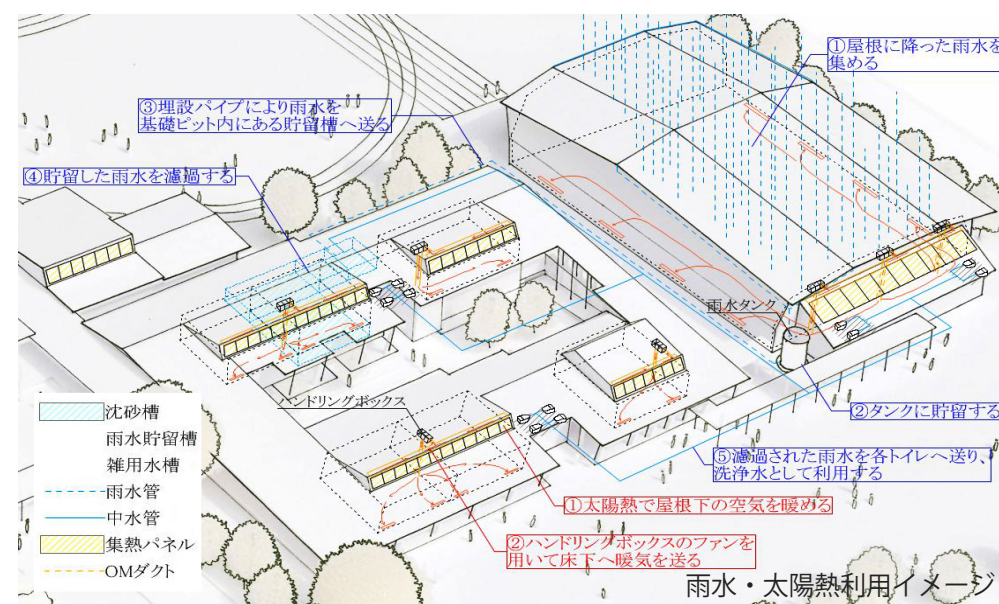 ①屋根に降った雨水を
集める
③埋設パイプにより雨水を
基礎ピット内にある貯留槽へ送る
④貯留した雨水を濾過する
雨水タンク
ハンドリングボックス
②タンクに貯留する
⑤濾過された雨水を各トイレへ送り、
洗浄水として利用する
①太陽熱で屋根下の空気を暖める
②ハンドリングボックスのファンを
用いて床下へ暖気を送る
沈砂槽
雨水貯留槽
雑用水槽
雨水管
中水管
集熱パネル
OMダクト
雨水・太陽熱利用イメージ